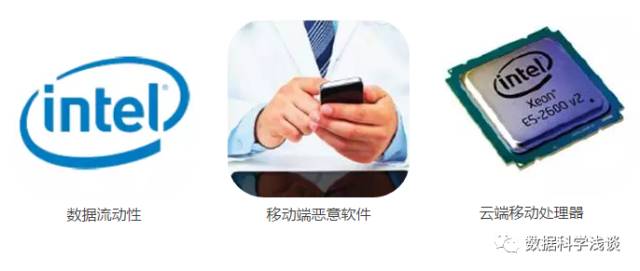 intel
intel
Xeon®
E5-2600 v2
数据流动性
移动端恶意软件
云端移动处理器
数据科学浅谈